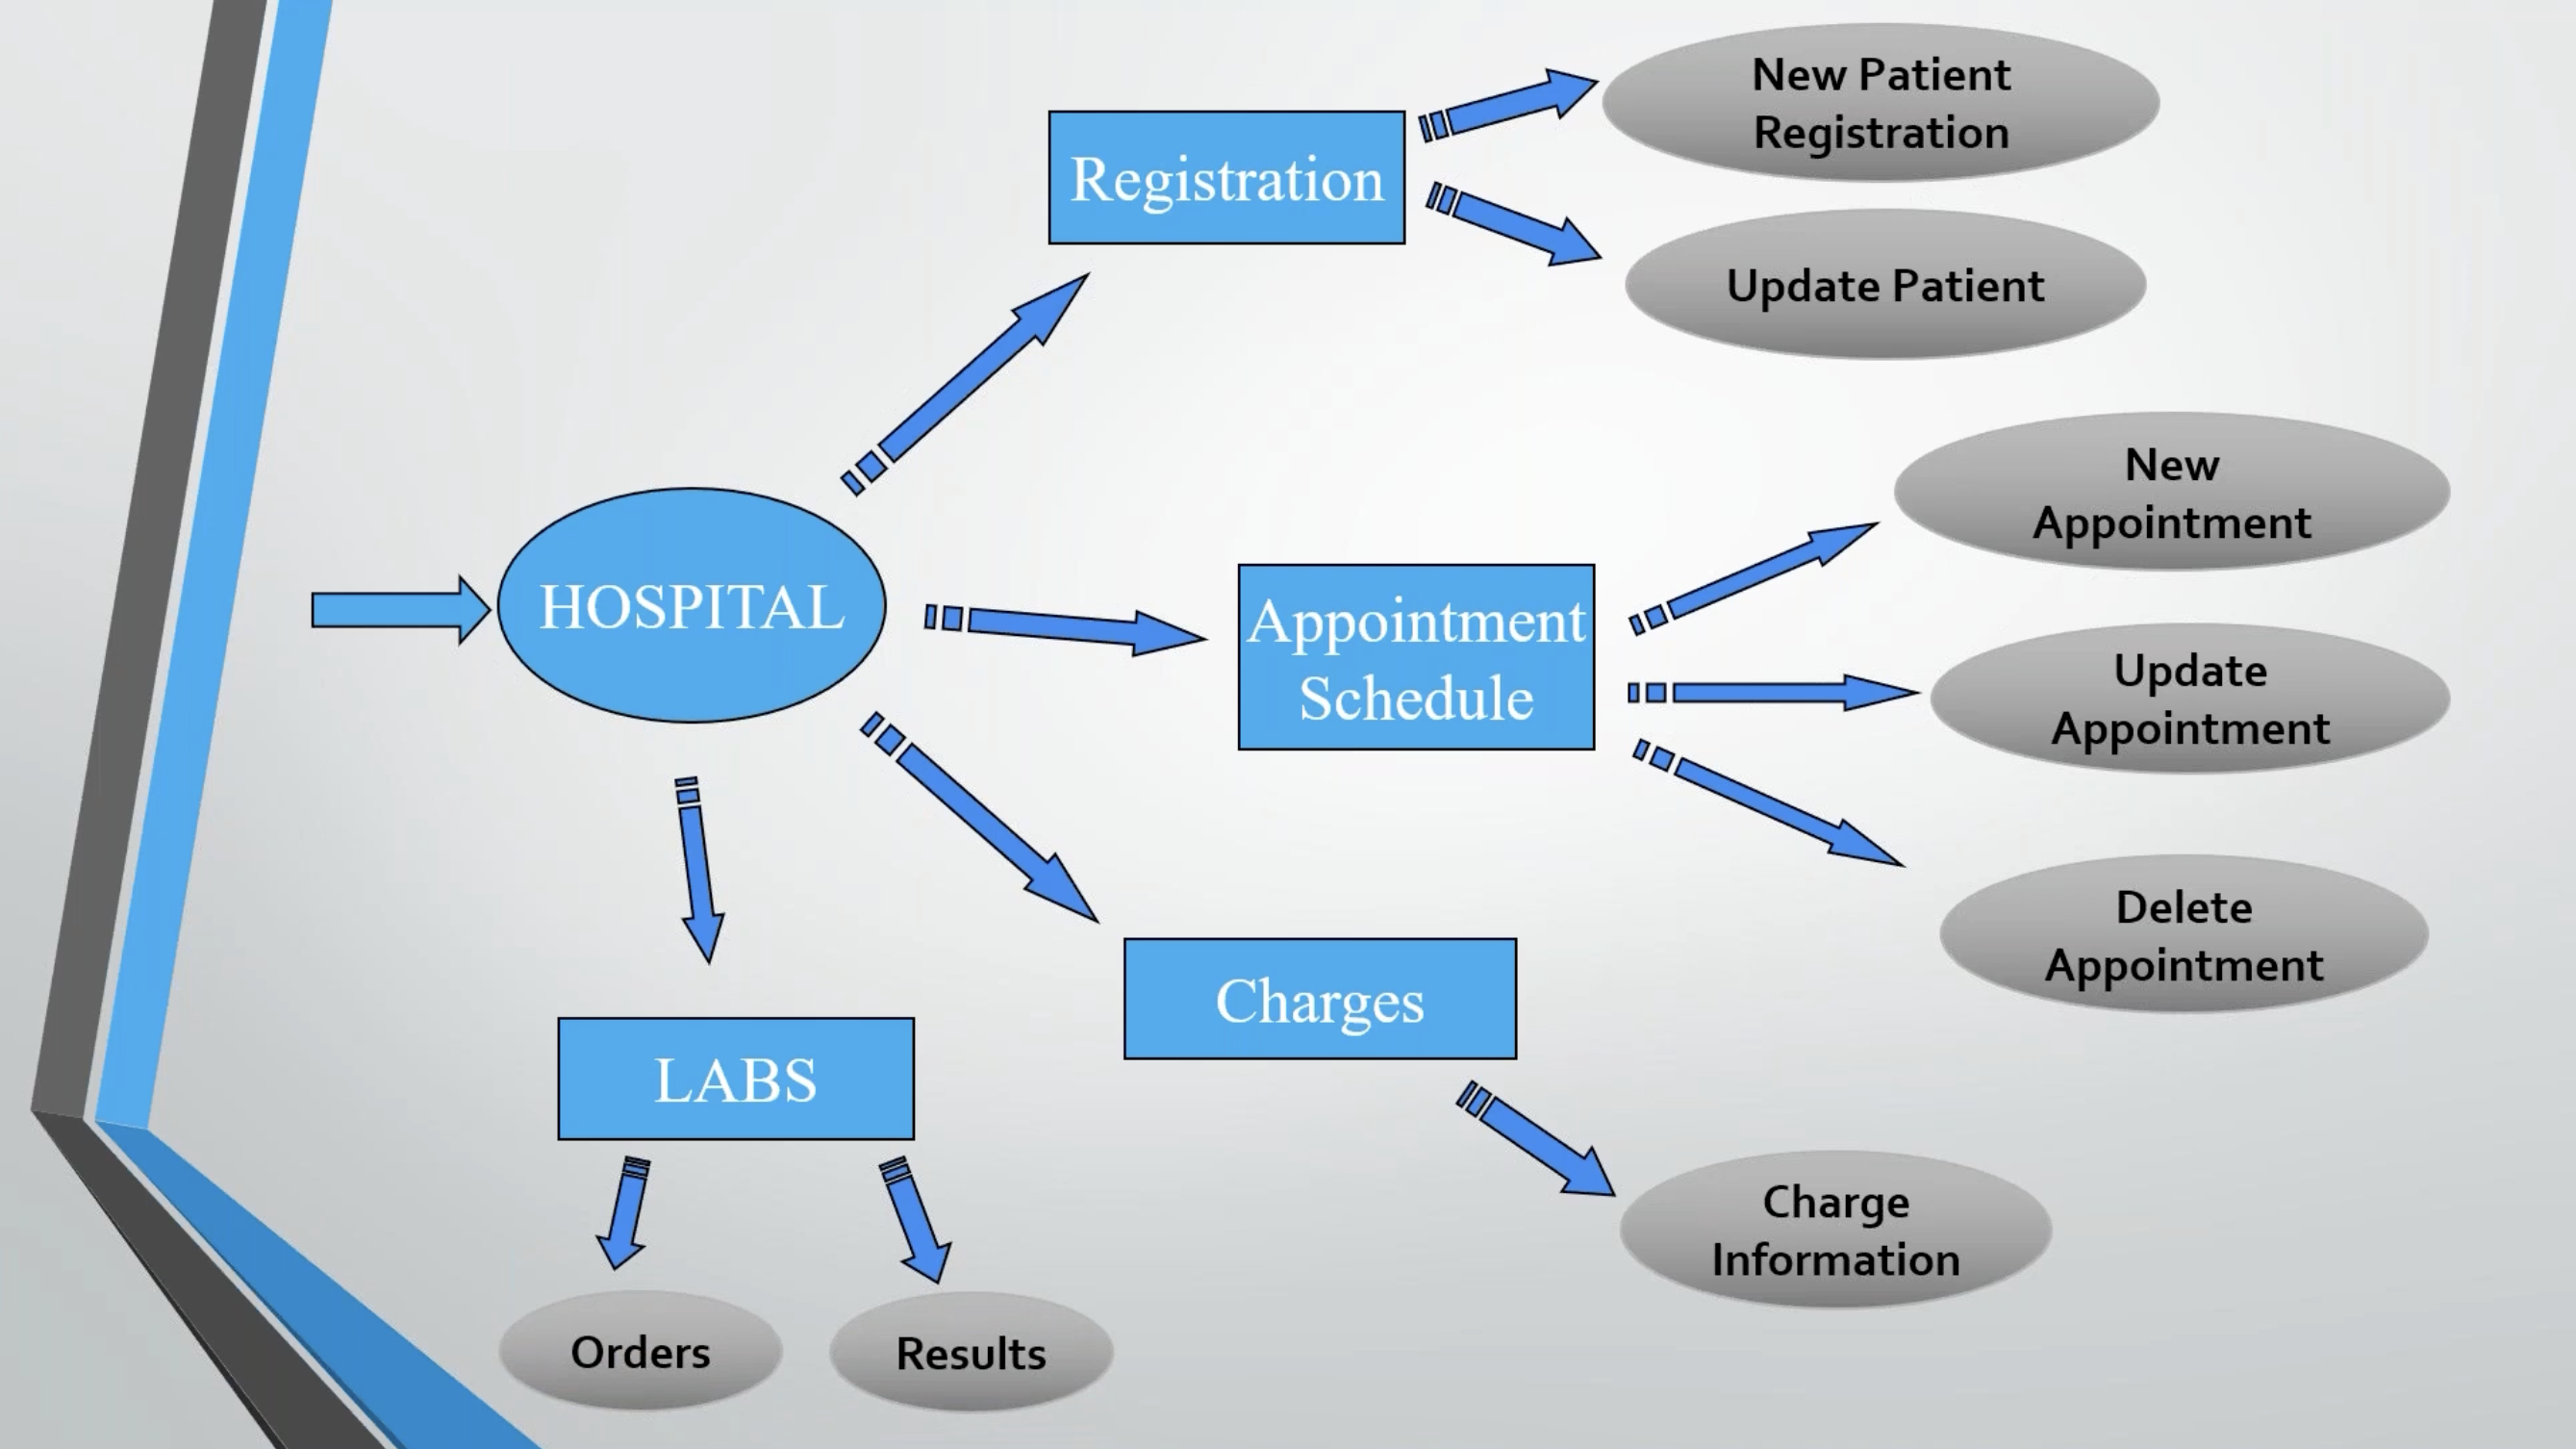 New Patient
Registration
Registration
Update Patient
New
Appointment
HOSPITAL
Appointment
Schedule
Update
Appointment
Delete
Appointment
Charges
LABS
Charge
Information
Orders
Results